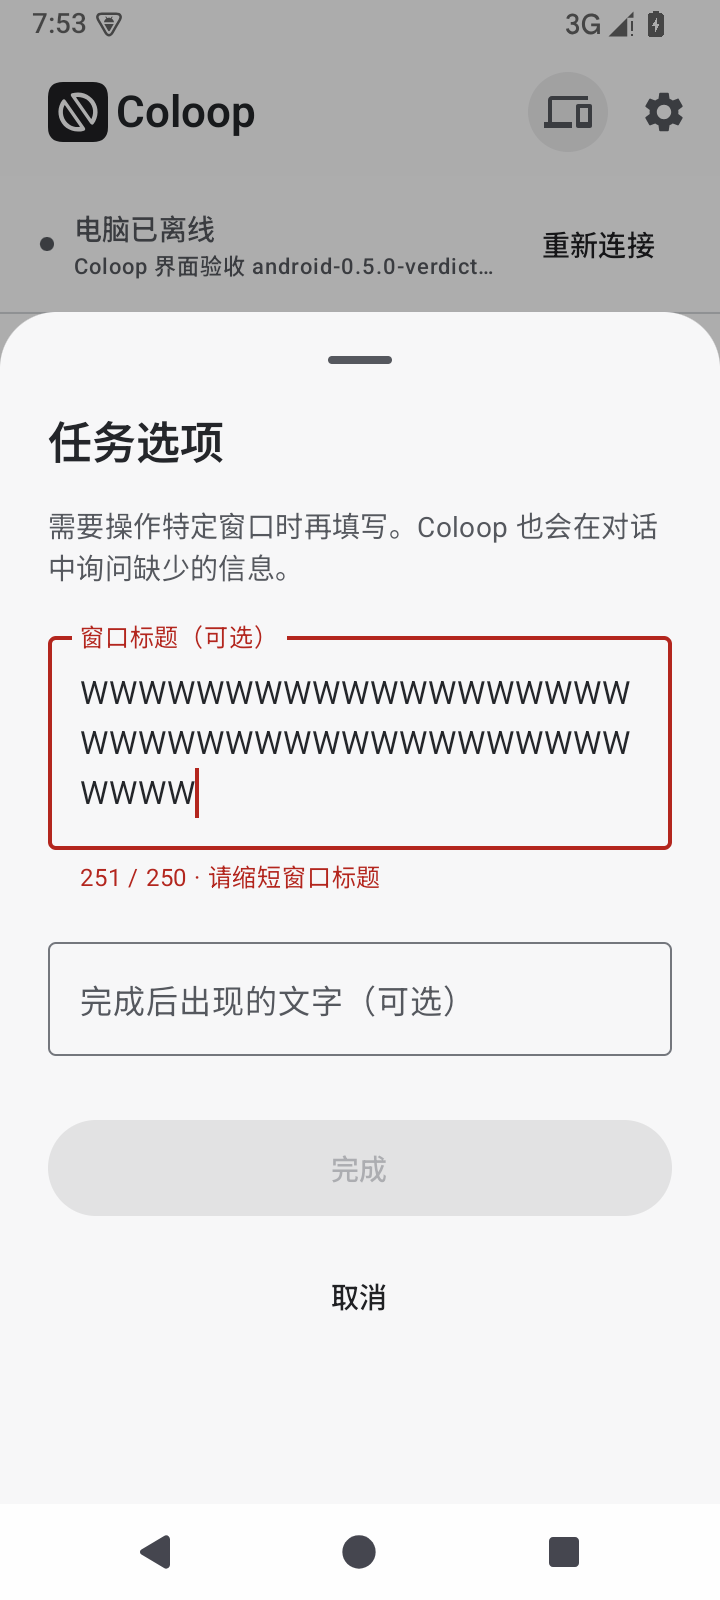 7:53
3G
Coloop
电脑已离线
Coloop 界面验收 android-0.5.0-verdict…
重新连接
任务选项
需要操作特定窗口时再填写。Coloop 也会在对话
中询问缺少的信息。
窗口标题（可选）
WWWWWWWWWWWWWWWWWWW
WWWWWWWWWWWWWWWWWWW
WWWW
251 / 250 · 请缩短窗口标题
完成后出现的文字（可选）
完成
取消